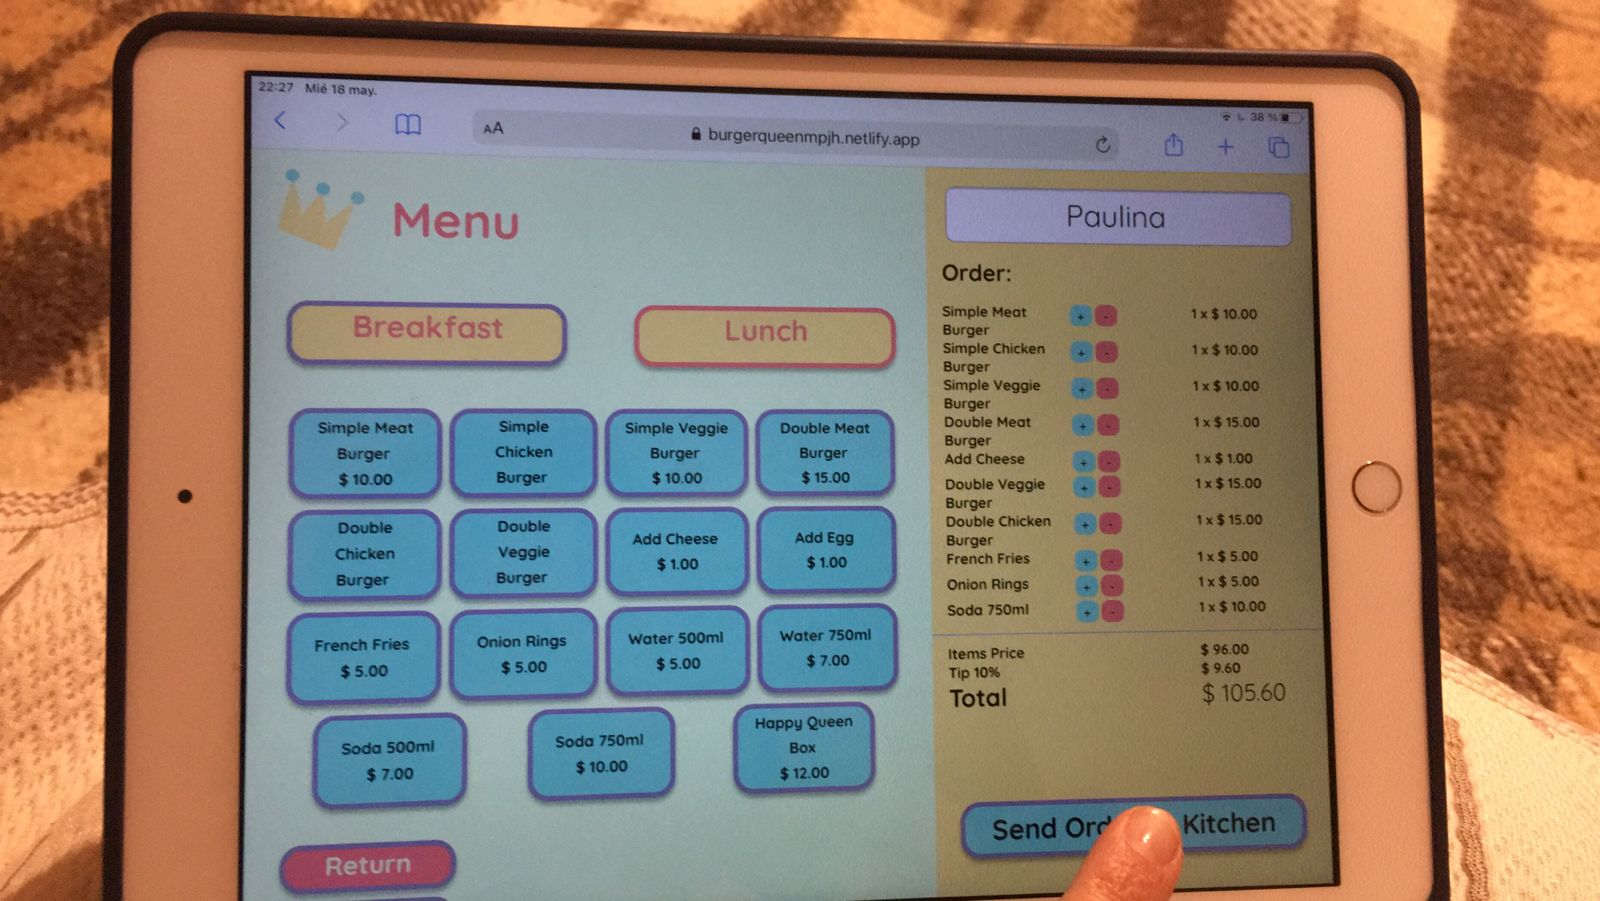 22:27 Mié 18 may.
38 %
AA
burgerqueenmpjh.netlify.app
Menu
Breakfast
Lunch
Simple Meat
Burger
$ 10.00
Simple
Chicken
Burger
Simple Veggie
Burger
$ 10.00
Double Meat
Burger
$ 15.00
Double
Chicken
Burger
Double
Veggie
Burger
Add Cheese
$ 1.00
Add Egg
$ 1.00
French Fries
$ 5.00
Onion Rings
$ 5.00
Water 500ml
$ 5.00
Water 750ml
$ 7.00
Soda 500ml
$ 7.00
Soda 750ml
$ 10.00
Happy Queen
Box
$ 12.00
Return
Paulina
Order:
Simple Meat
Burger
+ - 1 x $ 10.00
Simple Chicken
Burger
+ - 1 x $ 10.00
Simple Veggie
Burger
+ - 1 x $ 10.00
Double Meat
Burger
+ - 1 x $ 15.00
Add Cheese + - 1 x $ 1.00
Double Veggie
Burger
+ - 1 x $ 15.00
Double Chicken
Burger
+ - 1 x $ 15.00
French Fries + - 1 x $ 5.00
Onion Rings + - 1 x $ 5.00
Soda 750ml + - 1 x $ 10.00
Items Price $ 96.00
Tip 10% $ 9.60
Total $ 105.60
Send Ord Kitchen